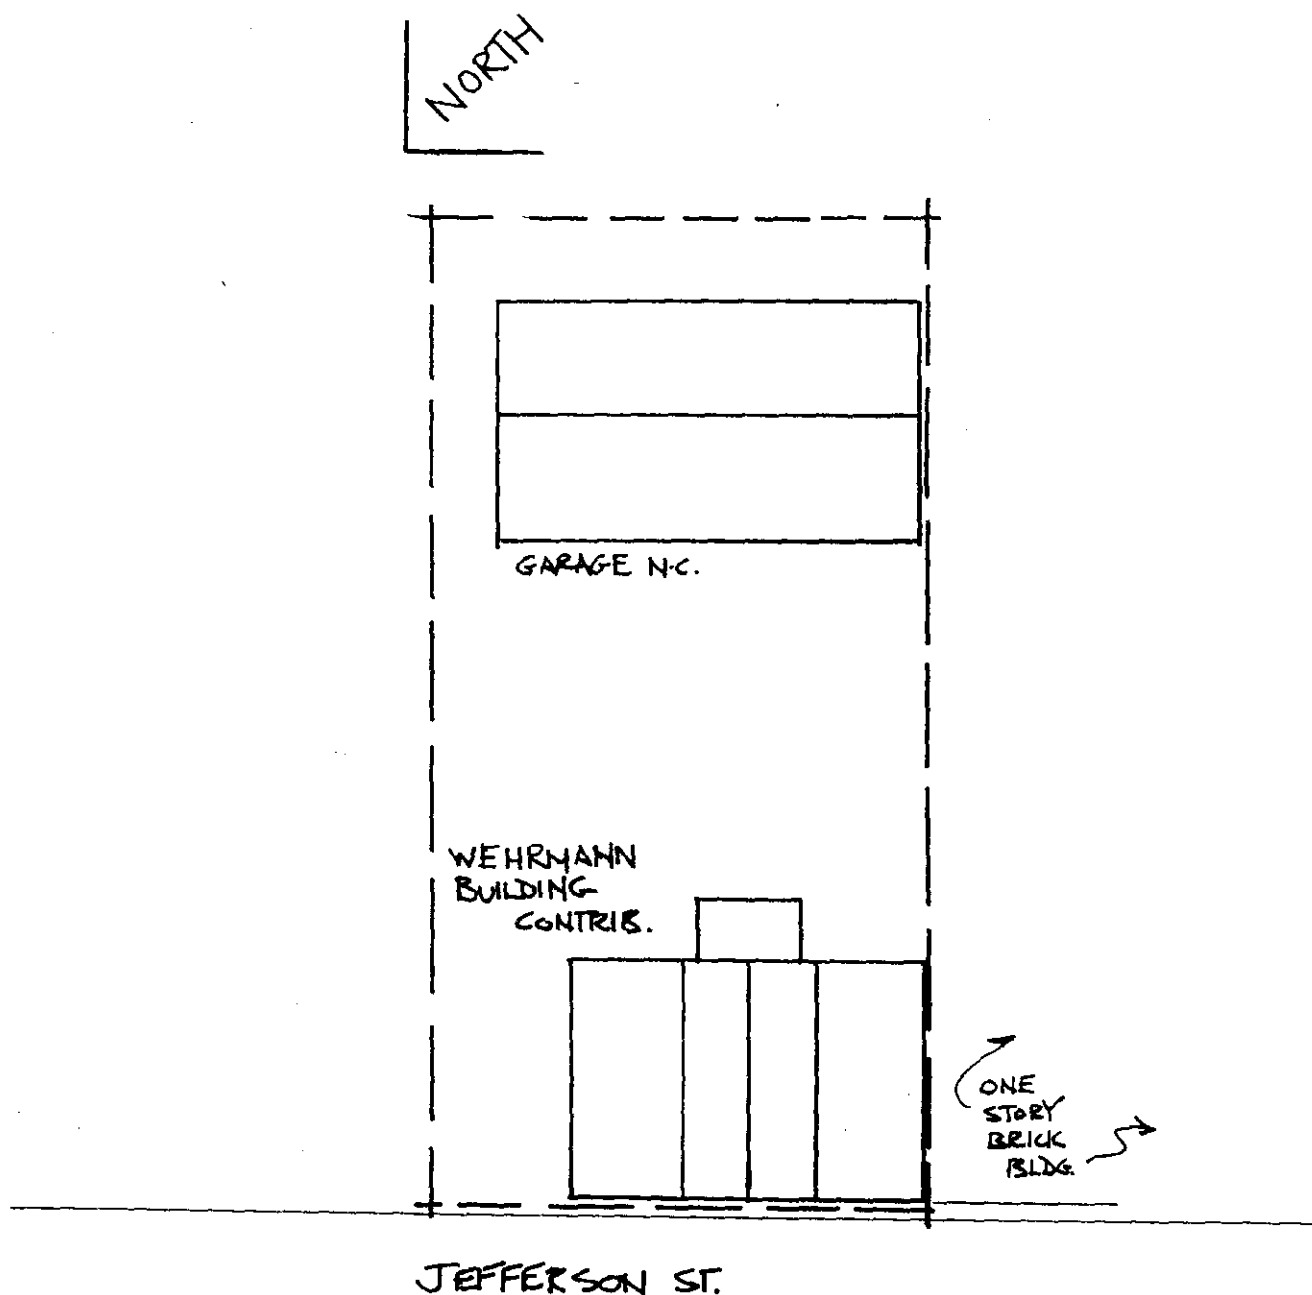 NORTH
GARAGE N.C.
WEHRMANN
BUILDING
CONTRIB.
ONE
STORY
BRICK
BLDG.
JEFFERSON ST.